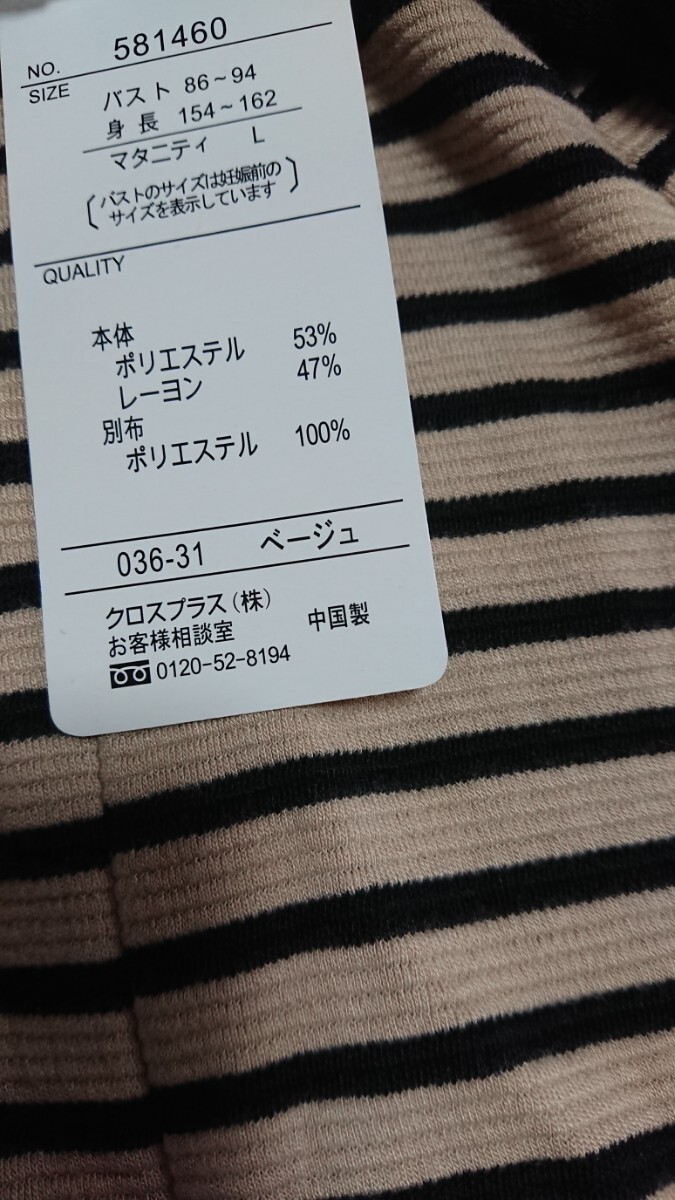 NO. 581460
SIZE バスト 86~94
身長 154~162
マタニティ L
(バストのサイズは妊娠前の
サイズを表示しています)
QUALITY
本体
ポリエステル 53%
レーヨン 47%
別布
ポリエステル 100%
036-31 ベージュ
クロスプラス(株)
お客様相談室 中国製
0120-52-8194